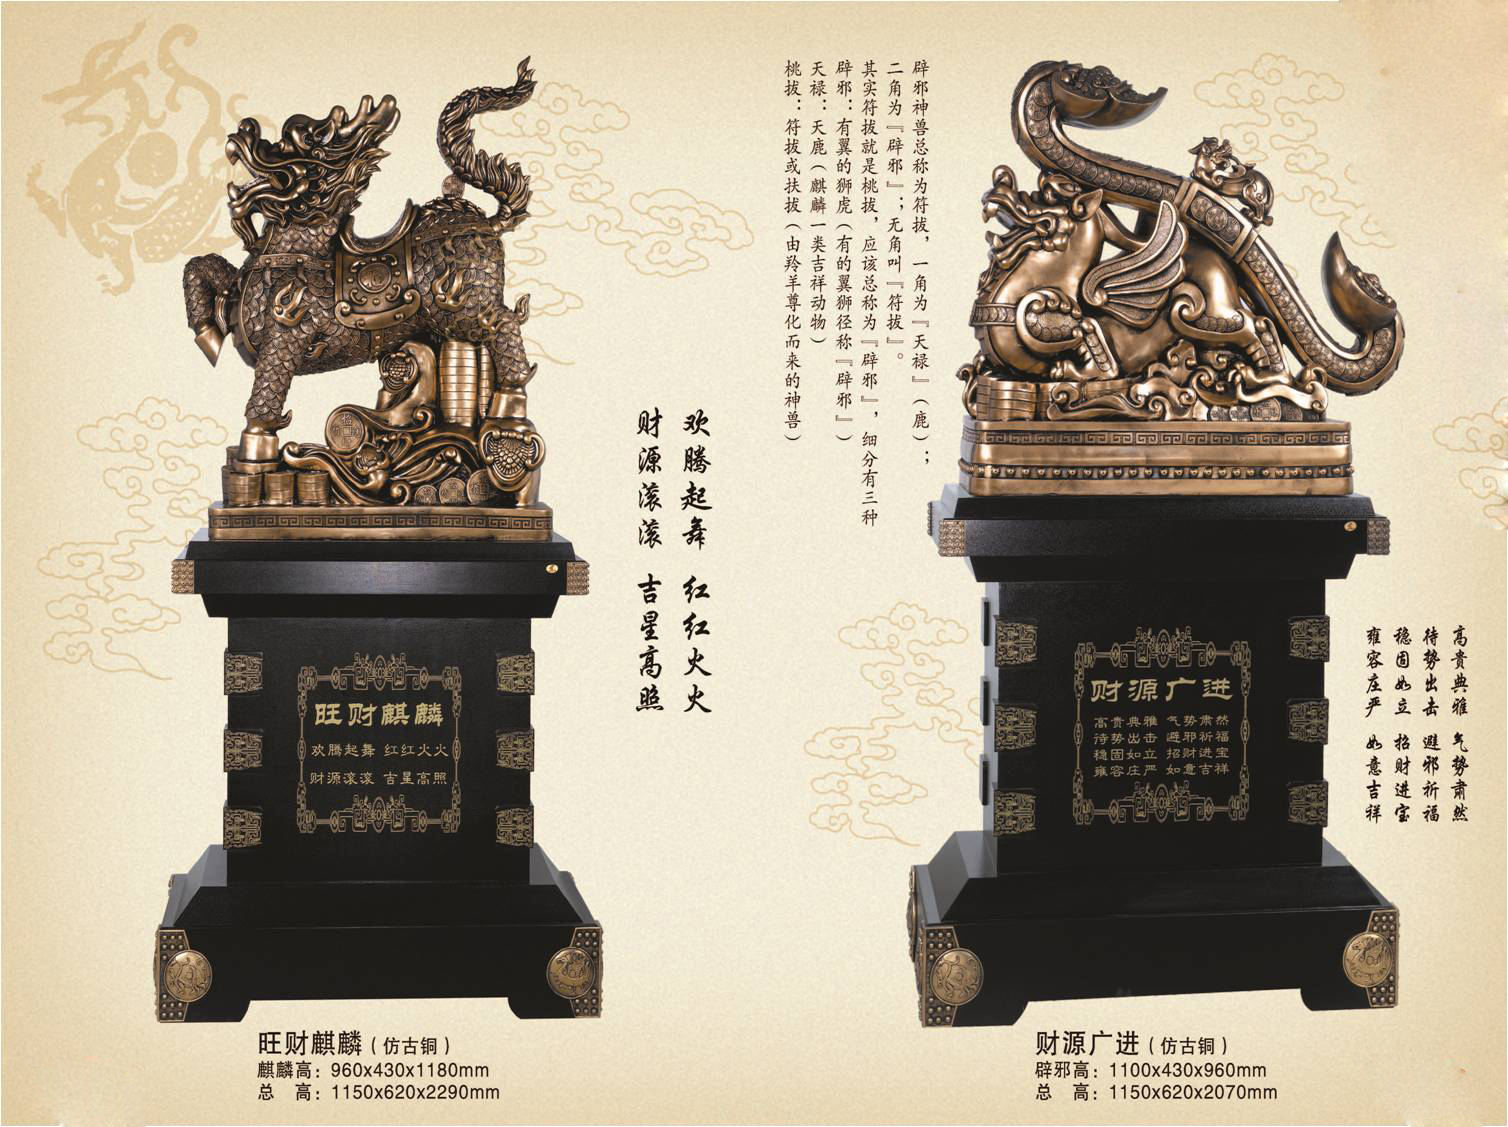 辟邪神兽总称为符拔，一角为『天禄』（鹿）；
二角为『辟邪』；无角叫『符拔』。
其实符拔就是桃拔，应该总称为『辟邪』，细分有三种
辟邪：有翼的狮虎（有的翼狮径称『辟邪』）
天禄：天鹿（麒麟一类吉祥动物）
桃拔：符拔或扶拔（由羚羊尊化而来的神兽）
欢腾起舞 红红火火
财源滚滚 吉星高照
旺财麒麟
欢腾起舞 红红火火
财源滚滚 吉星高照
财源广进
高贵典雅 气势肃然
待势出击 避邪祈福
稳固如立 招财进宝
雍容庄严 如意吉祥
高贵典雅 气势肃然
待势出击 避邪祈福
稳固如立 招财进宝
雍容庄严 如意吉祥
旺财麒麟（仿古铜）
麒麟高：960x430x1180mm
总 高：1150x620x2290mm
财源广进（仿古铜）
辟邪高：1100x430x960mm
总 高：1150x620x2070mm